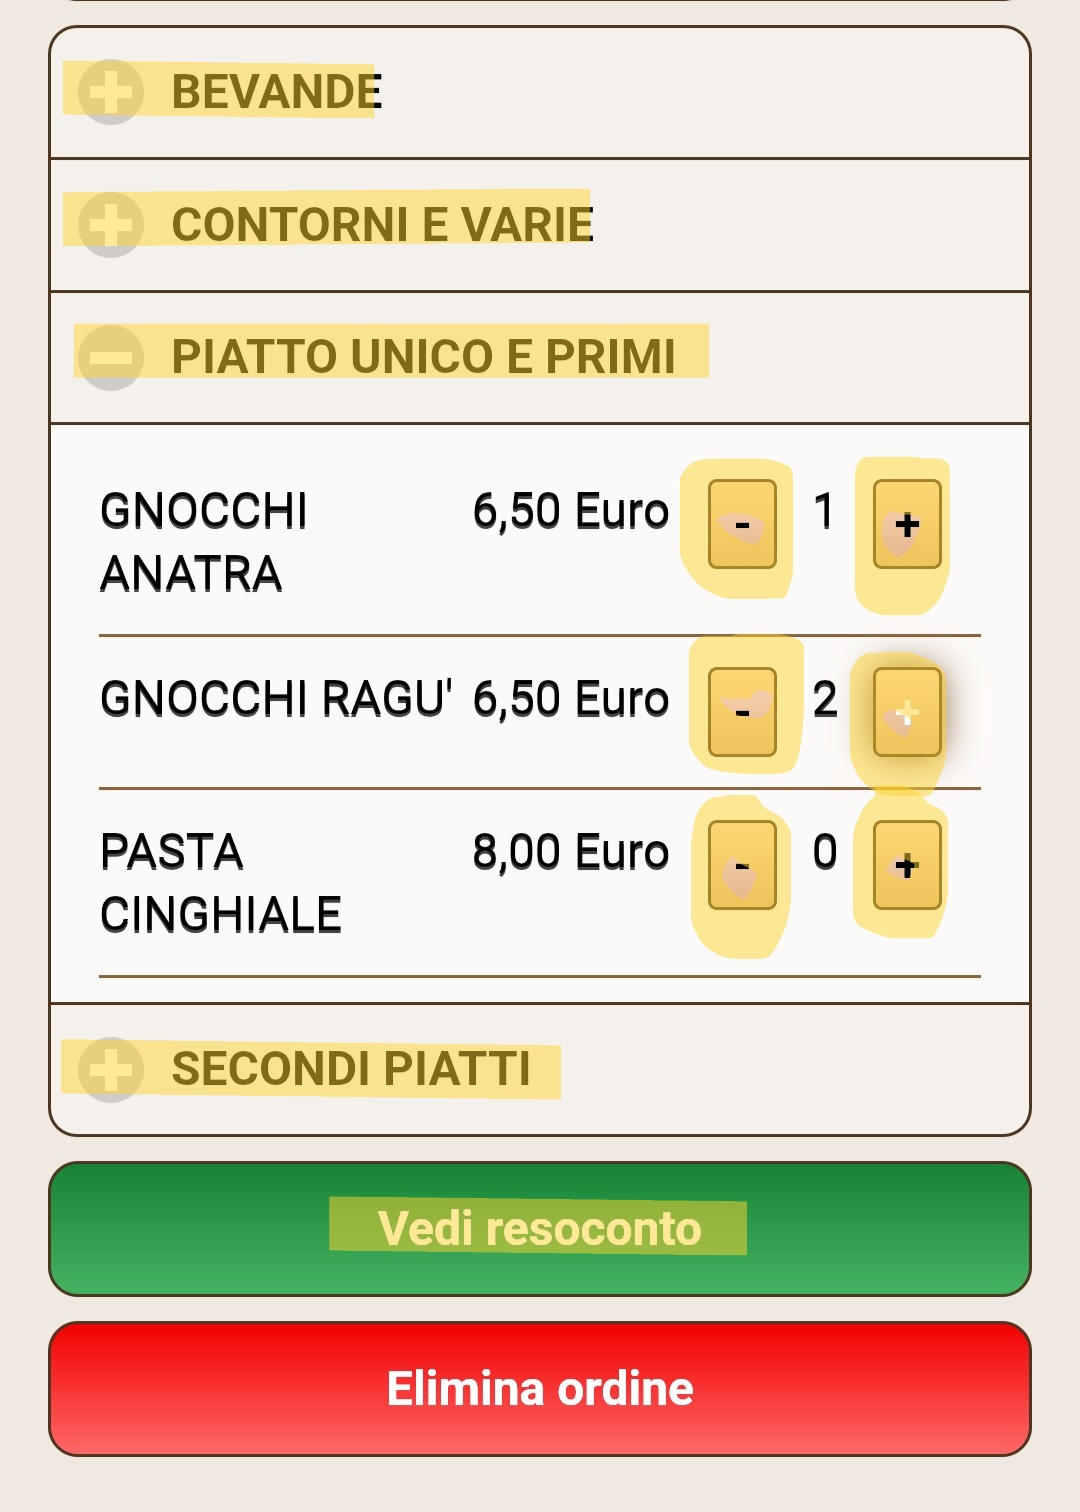 BEVANDE
CONTORNI E VARIE
PIATTO UNICO E PRIMI
GNOCCHI ANATRA 6,50 Euro - 1 +
GNOCCHI RAGU' 6,50 Euro - 2 +
PASTA CINGHIALE 8,00 Euro - 0 +
SECONDI PIATTI
Vedi resoconto
Elimina ordine